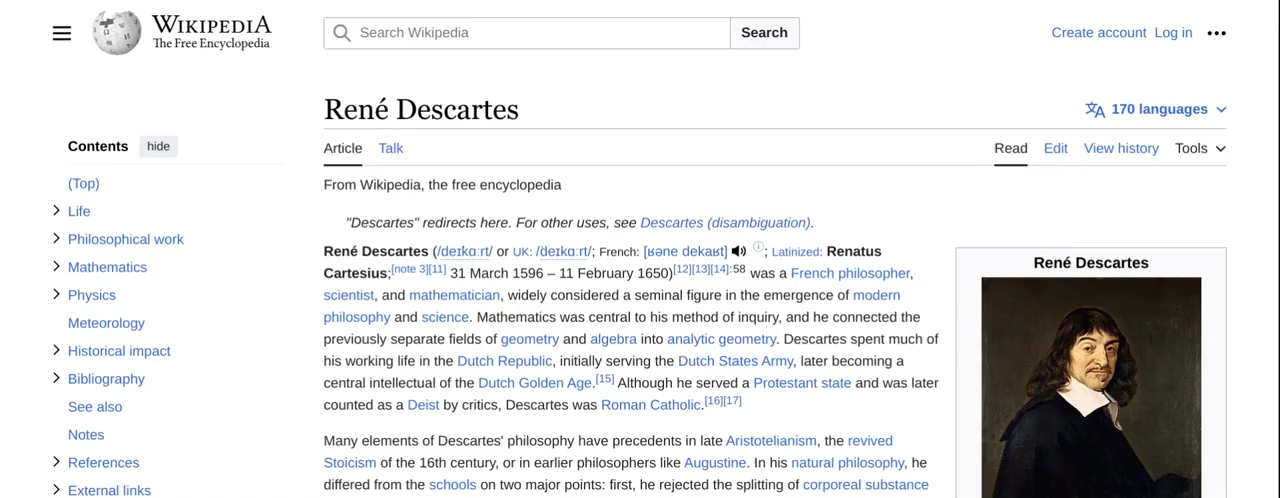 WIKIPEDIA
The Free Encyclopedia
Search Wikipedia
Search
Create account Log in
René Descartes
170 languages
Contents hide
Article Talk
Read Edit View history Tools
(Top)
Life
Philosophical work
Mathematics
Physics
Meteorology
Historical impact
Bibliography
See also
Notes
References
External links
From Wikipedia, the free encyclopedia
"Descartes" redirects here. For other uses, see Descartes (disambiguation).
René Descartes (/deɪkɑːrt/ or UK: /deɪkɑːrt/; French: [ʁəne dekaʁt] ; Latinized: Renatus
Cartesius;[note 3][11] 31 March 1596 – 11 February 1650)[12][13][14]:58 was a French philosopher,
scientist, and mathematician, widely considered a seminal figure in the emergence of modern
philosophy and science. Mathematics was central to his method of inquiry, and he connected the
previously separate fields of geometry and algebra into analytic geometry. Descartes spent much of
his working life in the Dutch Republic, initially serving the Dutch States Army, later becoming a
central intellectual of the Dutch Golden Age.[15] Although he served a Protestant state and was later
counted as a Deist by critics, Descartes was Roman Catholic.[16][17]
Many elements of Descartes' philosophy have precedents in late Aristotelianism, the revived
Stoicism of the 16th century, or in earlier philosophers like Augustine. In his natural philosophy, he
differed from the schools on two major points: first, he rejected the splitting of corporeal substance
René Descartes